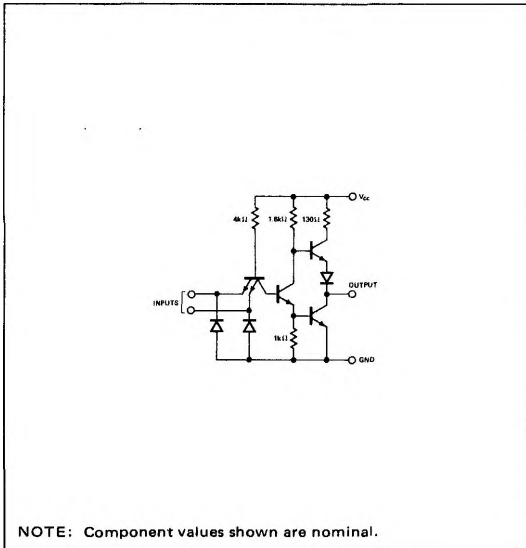 VCC
4kΩ 1.6kΩ 130Ω
OUTPUT
INPUTS
1kΩ
GND
NOTE: Component values shown are nominal.